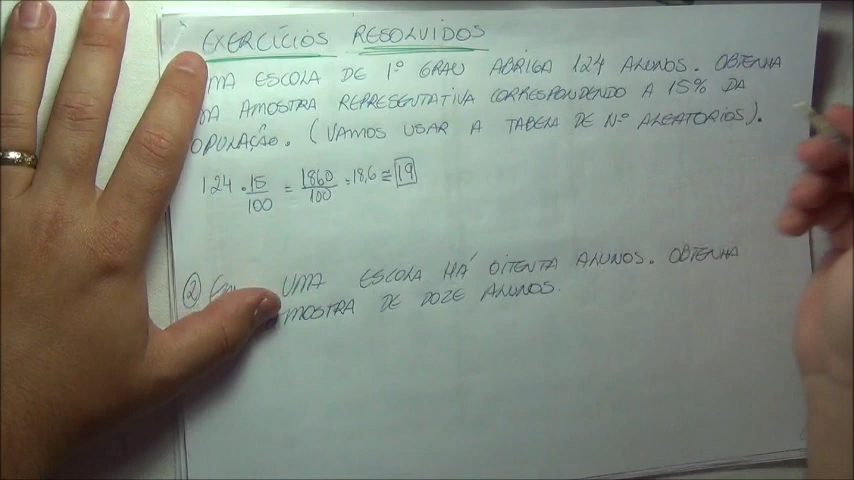 EXERCÍCIOS RESOLVIDOS
MA ESCOLA DE 1º GRAU ABRIGA 124 ALUNOS. OBTENHA
MA AMOSTRA REPRESENTATIVA CORRESPONDENDO A 15% DA
OPULAÇÃO. (VAMOS USAR A TABELA DE Nº ALEATORIOS).
124 . 15/100 = 1860/100 = 18,6 ≅ 19
② UMA ESCOLA HÁ OITENTA ALUNOS. OBTENHA
MOSTRA DE DOZE ALUNOS.